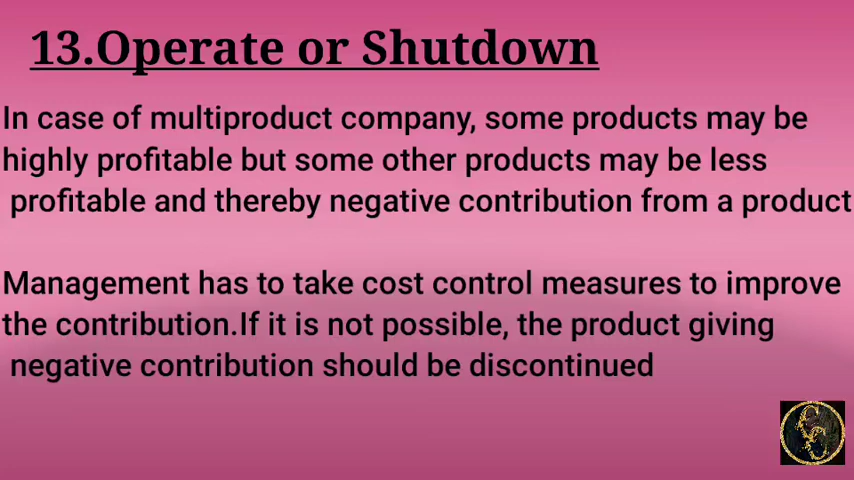 13.Operate or Shutdown
In case of multiproduct company, some products may be
highly profitable but some other products may be less
profitable and thereby negative contribution from a product
Management has to take cost control measures to improve
the contribution.If it is not possible, the product giving
negative contribution should be discontinued